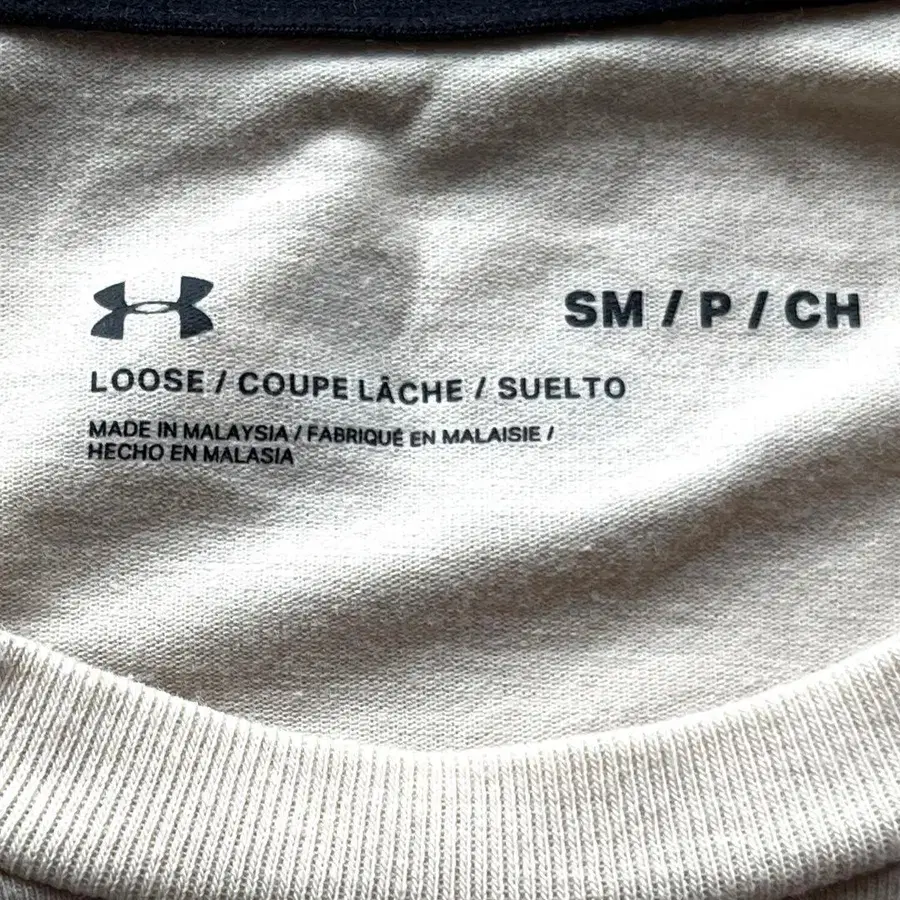 SM / P / CH
LOOSE / COUPE LÂCHE / SUELTO
MADE IN MALAYSIA / FABRIQUÉ EN MALAISIE /
HECHO EN MALASIA